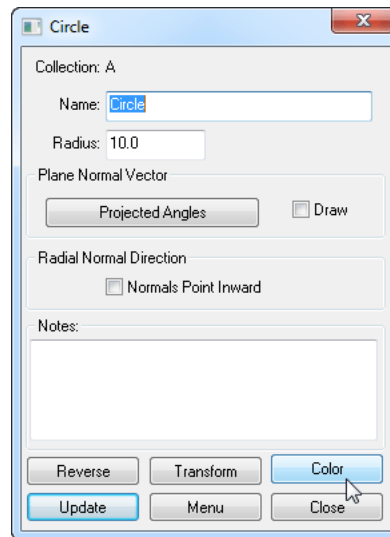 Circle
Collection: A
Name: Circle
Radius: 10.0
Plane Normal Vector
Projected Angles Draw
Radial Normal Direction
Normals Point Inward
Notes:
Reverse Transform Color
Update Menu Close